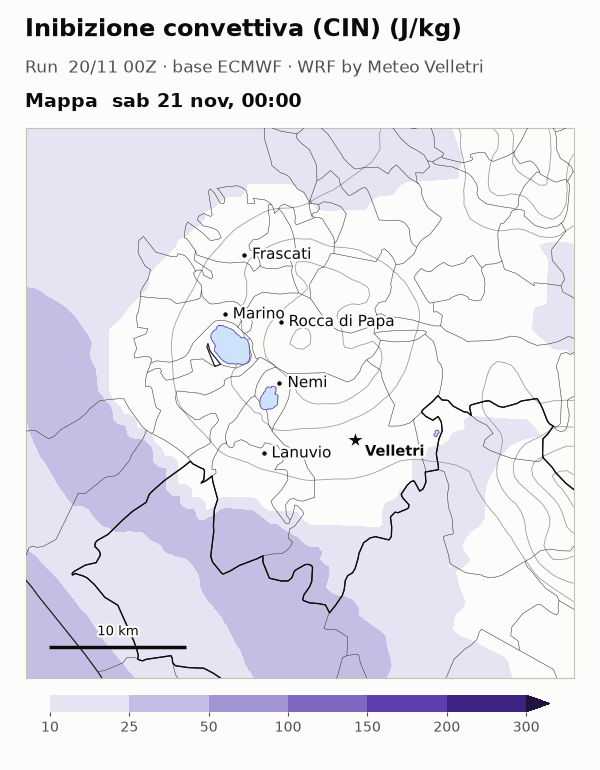 Inibizione convettiva (CIN) (J/kg)
Run  20/11 00Z · base ECMWF · WRF by Meteo Velletri
Mappa  sab 21 nov, 00:00
Frascati
Marino
Rocca di Papa
Nemi
Velletri
Lanuvio
10 km
10 25 50 100 150 200 300